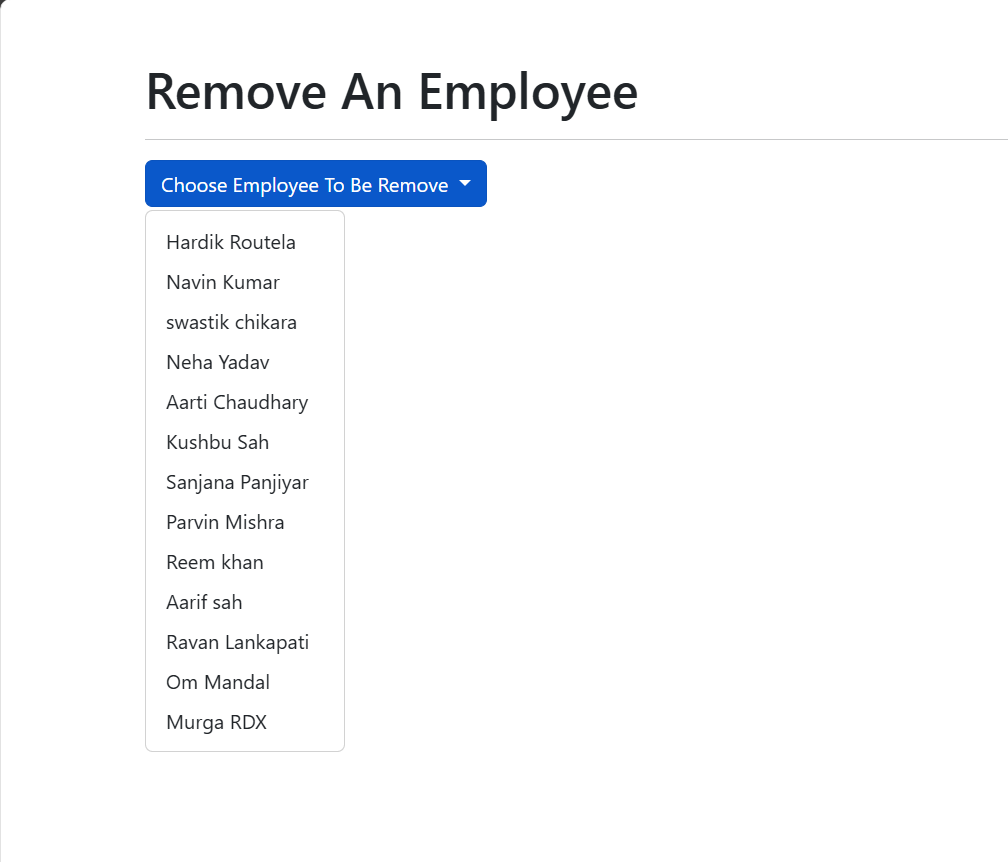 Remove An Employee
Choose Employee To Be Remove
Hardik Routela
Navin Kumar
swastik chikara
Neha Yadav
Aarti Chaudhary
Kushbu Sah
Sanjana Panjiyar
Parvin Mishra
Reem khan
Aarif sah
Ravan Lankapati
Om Mandal
Murga RDX